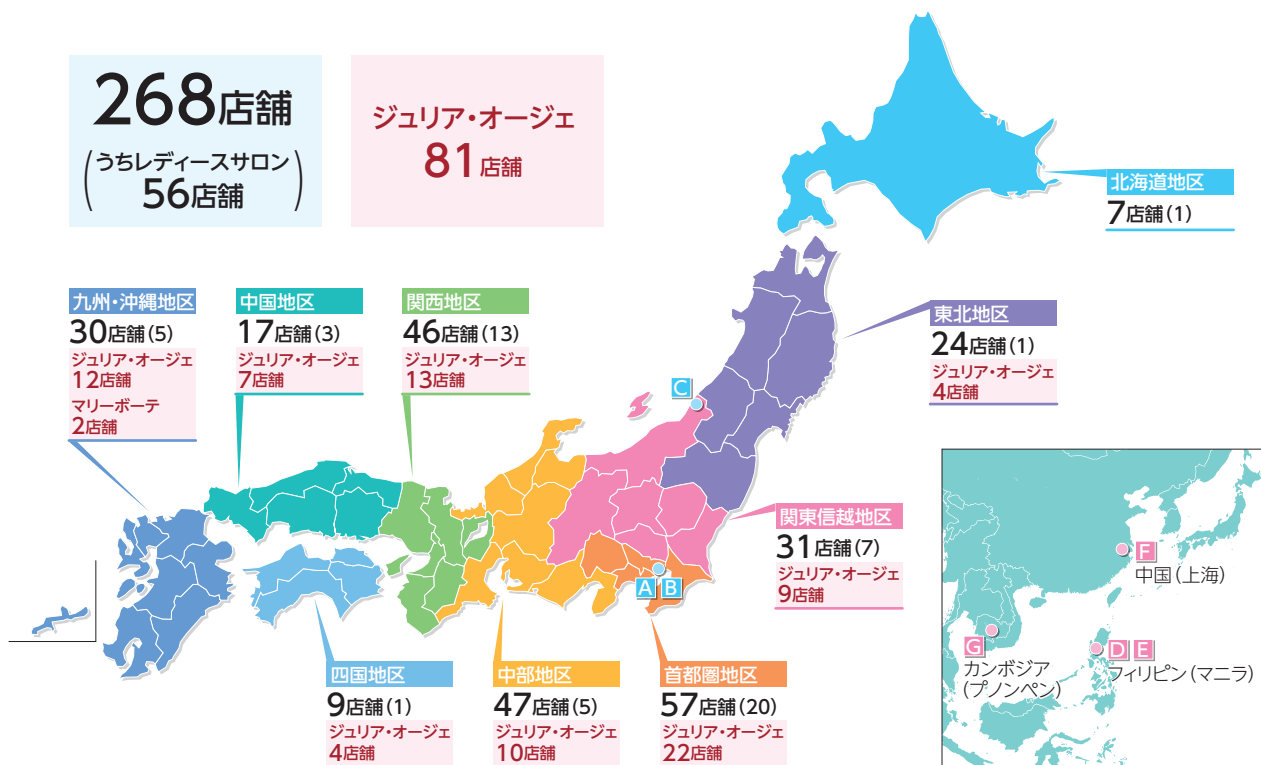 268店舗
(うちレディースサロン
56店舗)
ジュリア・オージェ
81店舗
北海道地区
7店舗(1)
九州・沖縄地区
30店舗(5)
ジュリア・オージェ
12店舗
マリーボーテ
2店舗
中国地区
17店舗(3)
ジュリア・オージェ
7店舗
関西地区
46店舗(13)
ジュリア・オージェ
13店舗
東北地区
24店舗(1)
ジュリア・オージェ
4店舗
C
関東信越地区
31店舗(7)
ジュリア・オージェ
9店舗
A B
四国地区
9店舗(1)
ジュリア・オージェ
4店舗
中部地区
47店舗(5)
ジュリア・オージェ
10店舗
首都圏地区
57店舗(20)
ジュリア・オージェ
22店舗
F
中国(上海)
G
カンボジア
(プノンペン)
D E
フィリピン(マニラ)